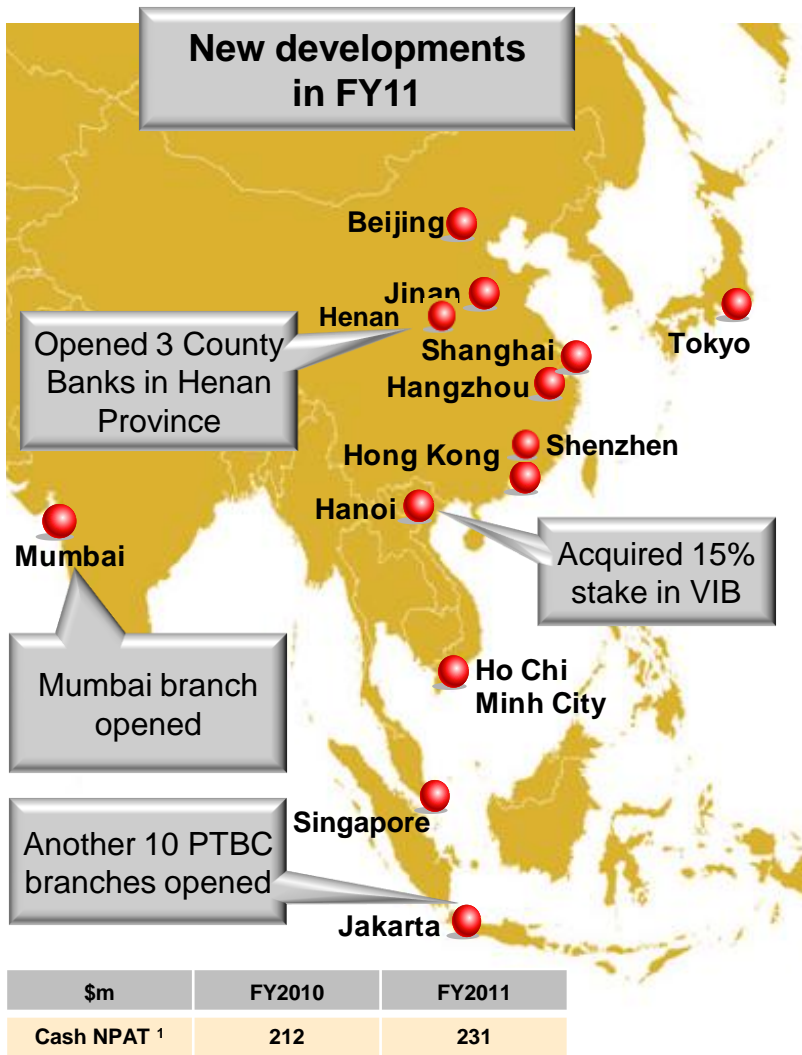 New developments
in FY11
Beijing
Jinan
Henan
Opened 3 County
Banks in Henan
Province
Shanghai
Hangzhou
Tokyo
Shenzhen
Hong Kong
Hanoi
Mumbai
Acquired 15%
stake in VIB
Mumbai branch
opened
Ho Chi
Minh City
Singapore
Another 10 PTBC
branches opened
Jakarta
$m FY2010 FY2011
Cash NPAT 1 212 231